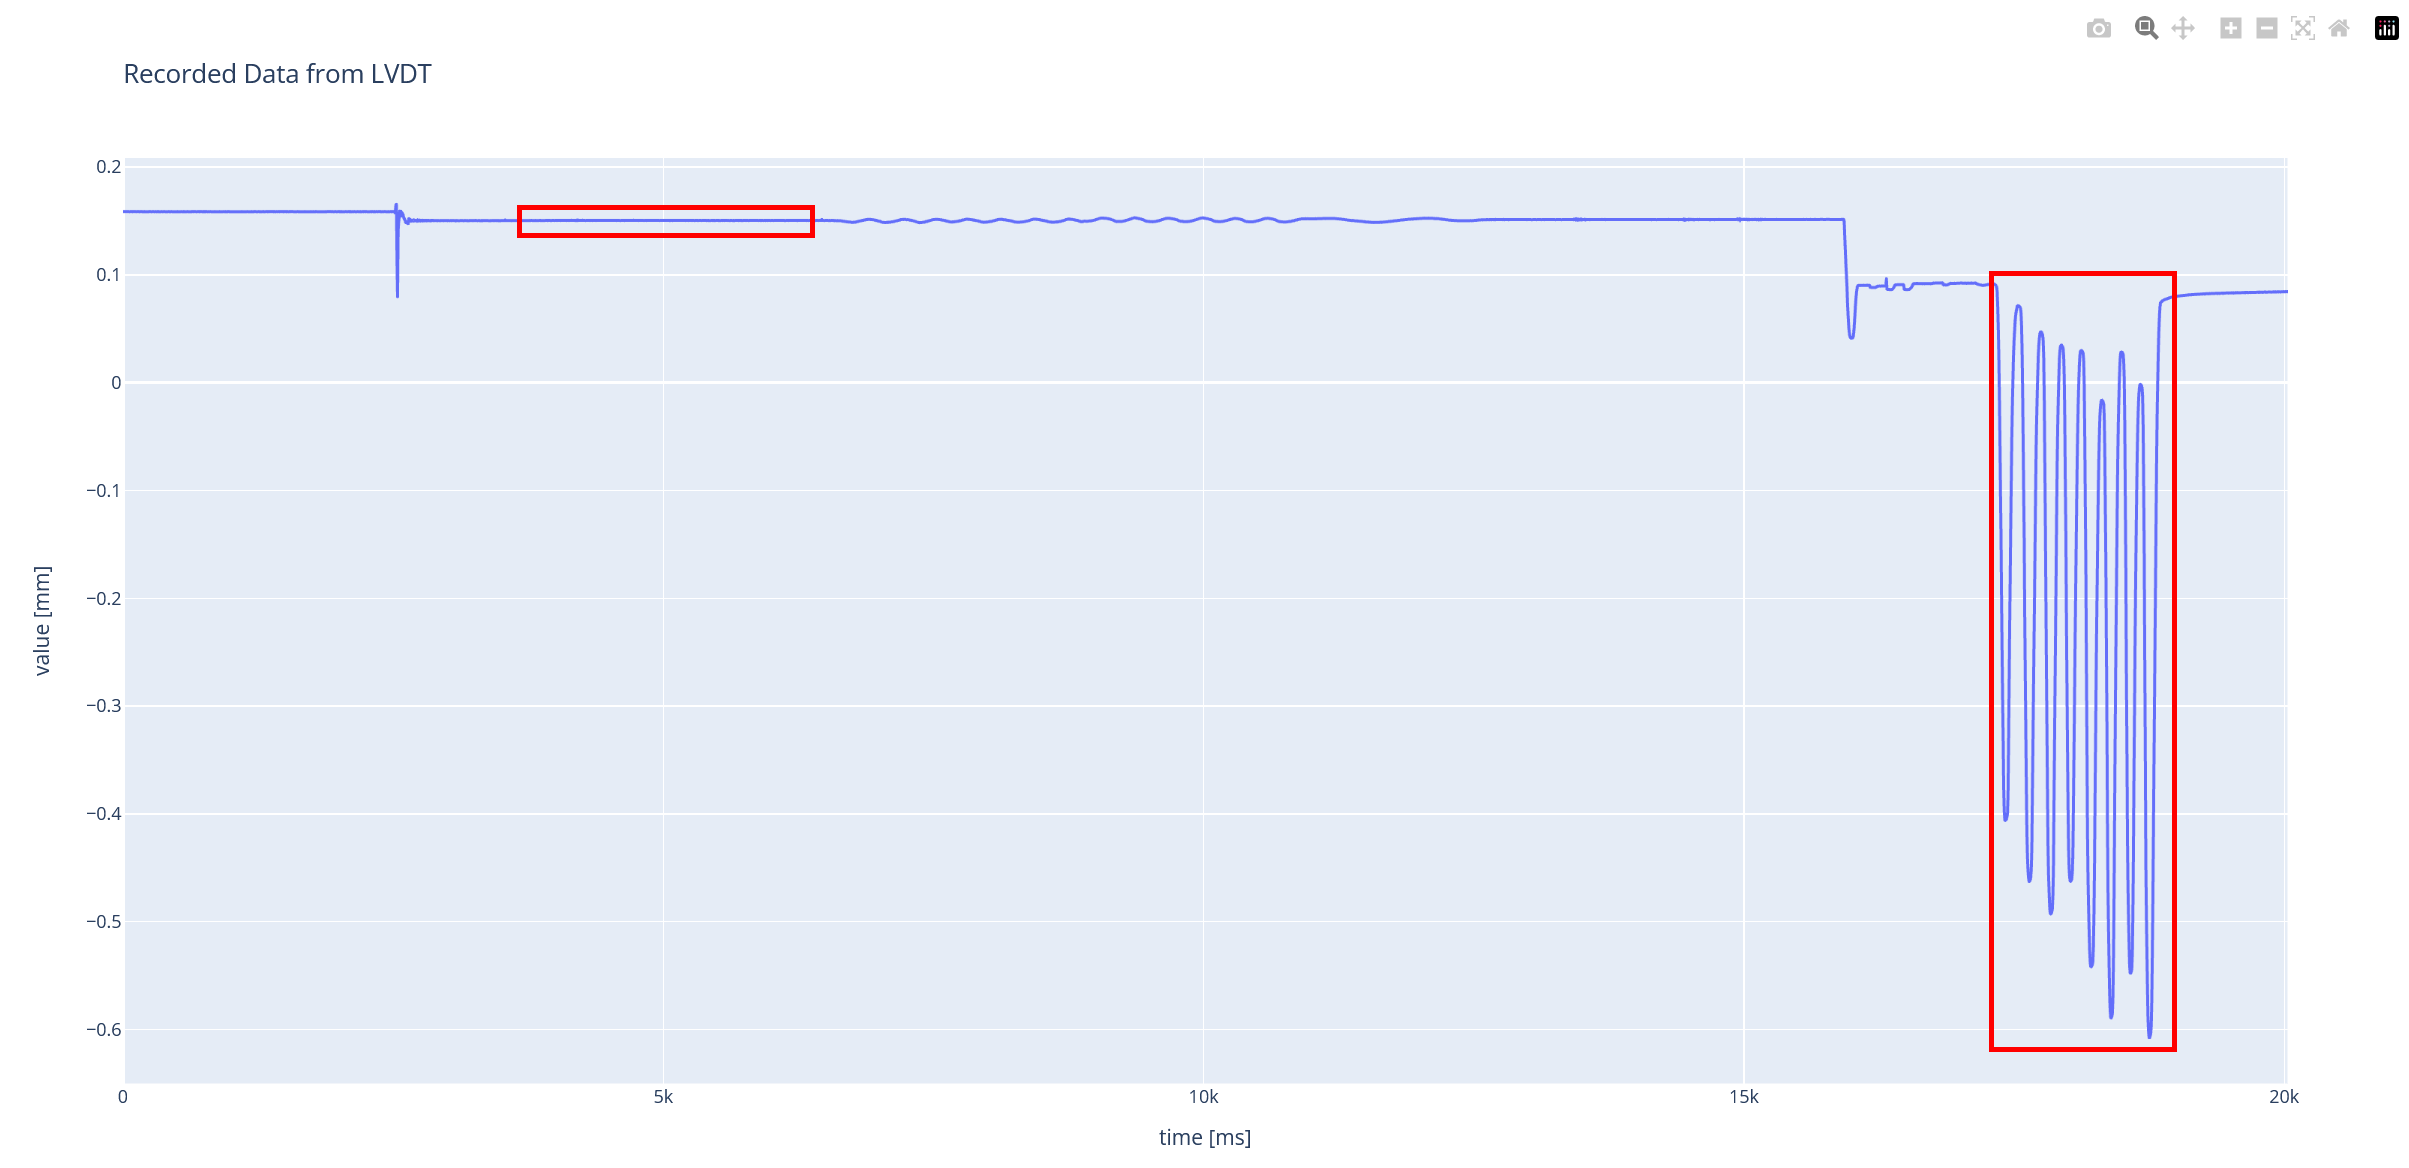 Recorded Data from LVDT
0.2
0.1
0
−0.1
−0.2
−0.3
−0.4
−0.5
−0.6
value [mm]
0
5k
10k
15k
20k
time [ms]